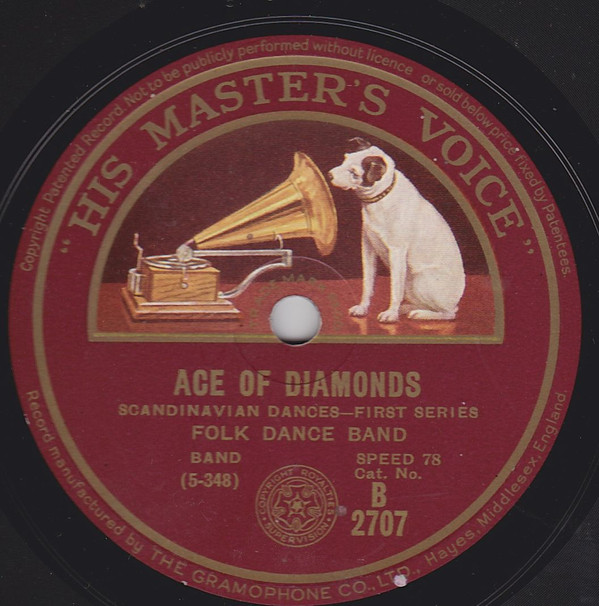 Copyright Patented Record. Not to be publicly performed without licence or sold below price fixed by Patentees.
"HIS MASTER'S VOICE"
ACE OF DIAMONDS
SCANDINAVIAN DANCES—FIRST SERIES
FOLK DANCE BAND
BAND
(5-348)
SPEED 78
Cat. No.
B
2707
COPYRIGHT ROYALTIES
SUPERVISION
Record manufactured by THE GRAMOPHONE CO., LTD., Hayes, Middlesex, England.